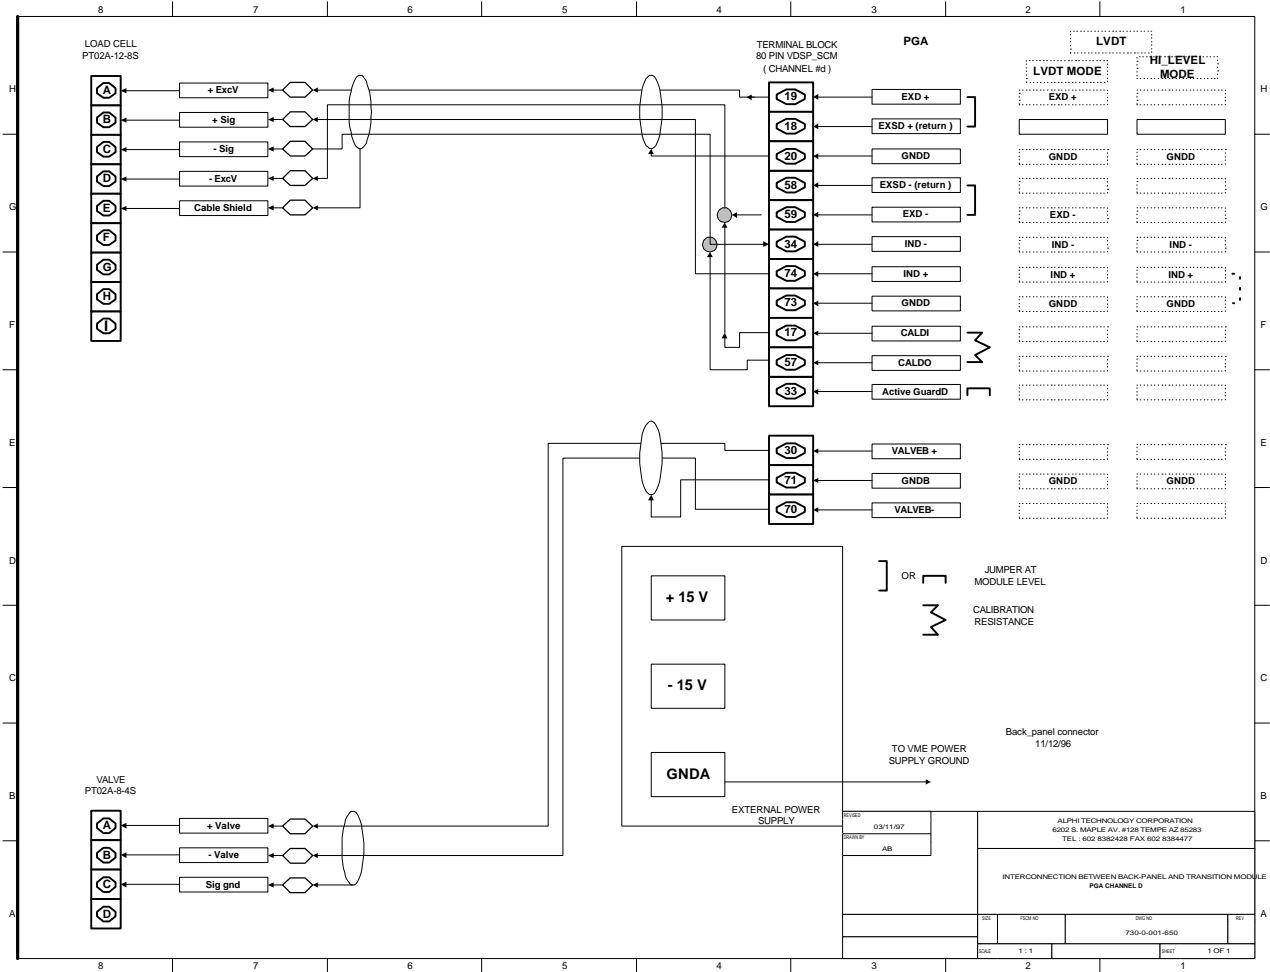 8 7 6 5 4 3 2 1
LOAD CELL
PT02A-12-8S
TERMINAL BLOCK
80 PIN VDSP_SCM
( CHANNEL #d )
PGA
LVDT
LVDT MODE
HI_LEVEL
MODE
H
A
+ ExcV
19
EXD +
EXD +
H
B
+ Sig
18
EXSD + (return )
C
- Sig
20
GNDD
GNDD
GNDD
D
- ExcV
58
EXSD - (return )
G
E
Cable Shield
59
EXD -
EXD -
G
F
34
IND -
IND -
IND -
G
74
IND +
IND +
IND +
H
73
GNDD
GNDD
GNDD
F
I
17
CALDI
F
57
CALDO
33
Active GuardD
E
30
VALVEB +
E
71
GNDB
GNDD
GNDD
70
VALVEB-
D
OR
JUMPER AT
MODULE LEVEL
D
+ 15 V
CALIBRATION
RESISTANCE
C
- 15 V
C
Back_panel connector
11/12/96
TO VME POWER
SUPPLY GROUND
GNDA
VALVE
PT02A-8-4S
B
EXTERNAL POWER
SUPPLY
B
A
+ Valve
B
- Valve
C
Sig gnd
D
A
REVISED
03/11/97
DRAWN BY
AB
ALPHI TECHNOLOGY CORPORATION
6202 S. MAPLE AV. #128 TEMPE AZ 85283
TEL : 602 8382428 FAX 602 8384477
INTERCONNECTION BETWEEN BACK-PANEL AND TRANSITION MODULE
PGA CHANNEL D
A
SIZE
FSCM NO
DWG NO
REV
730-0-001-650
SCALE
1 : 1
SHEET
1 OF 1
8 7 6 5 4 3 2 1